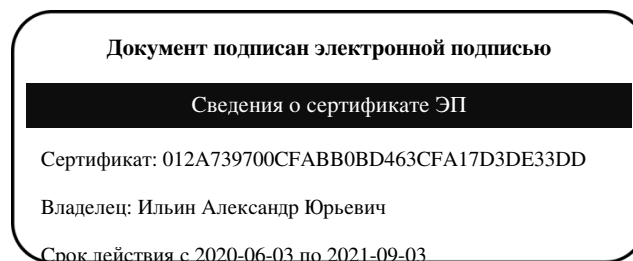 Документ подписан электронной подписью
Сведения о сертификате ЭП
Сертификат: 012A739700CFABB0BD463CFA17D3DE33DD
Владелец: Ильин Александр Юрьевич
Срок действия с 2020-06-03 по 2021-09-03